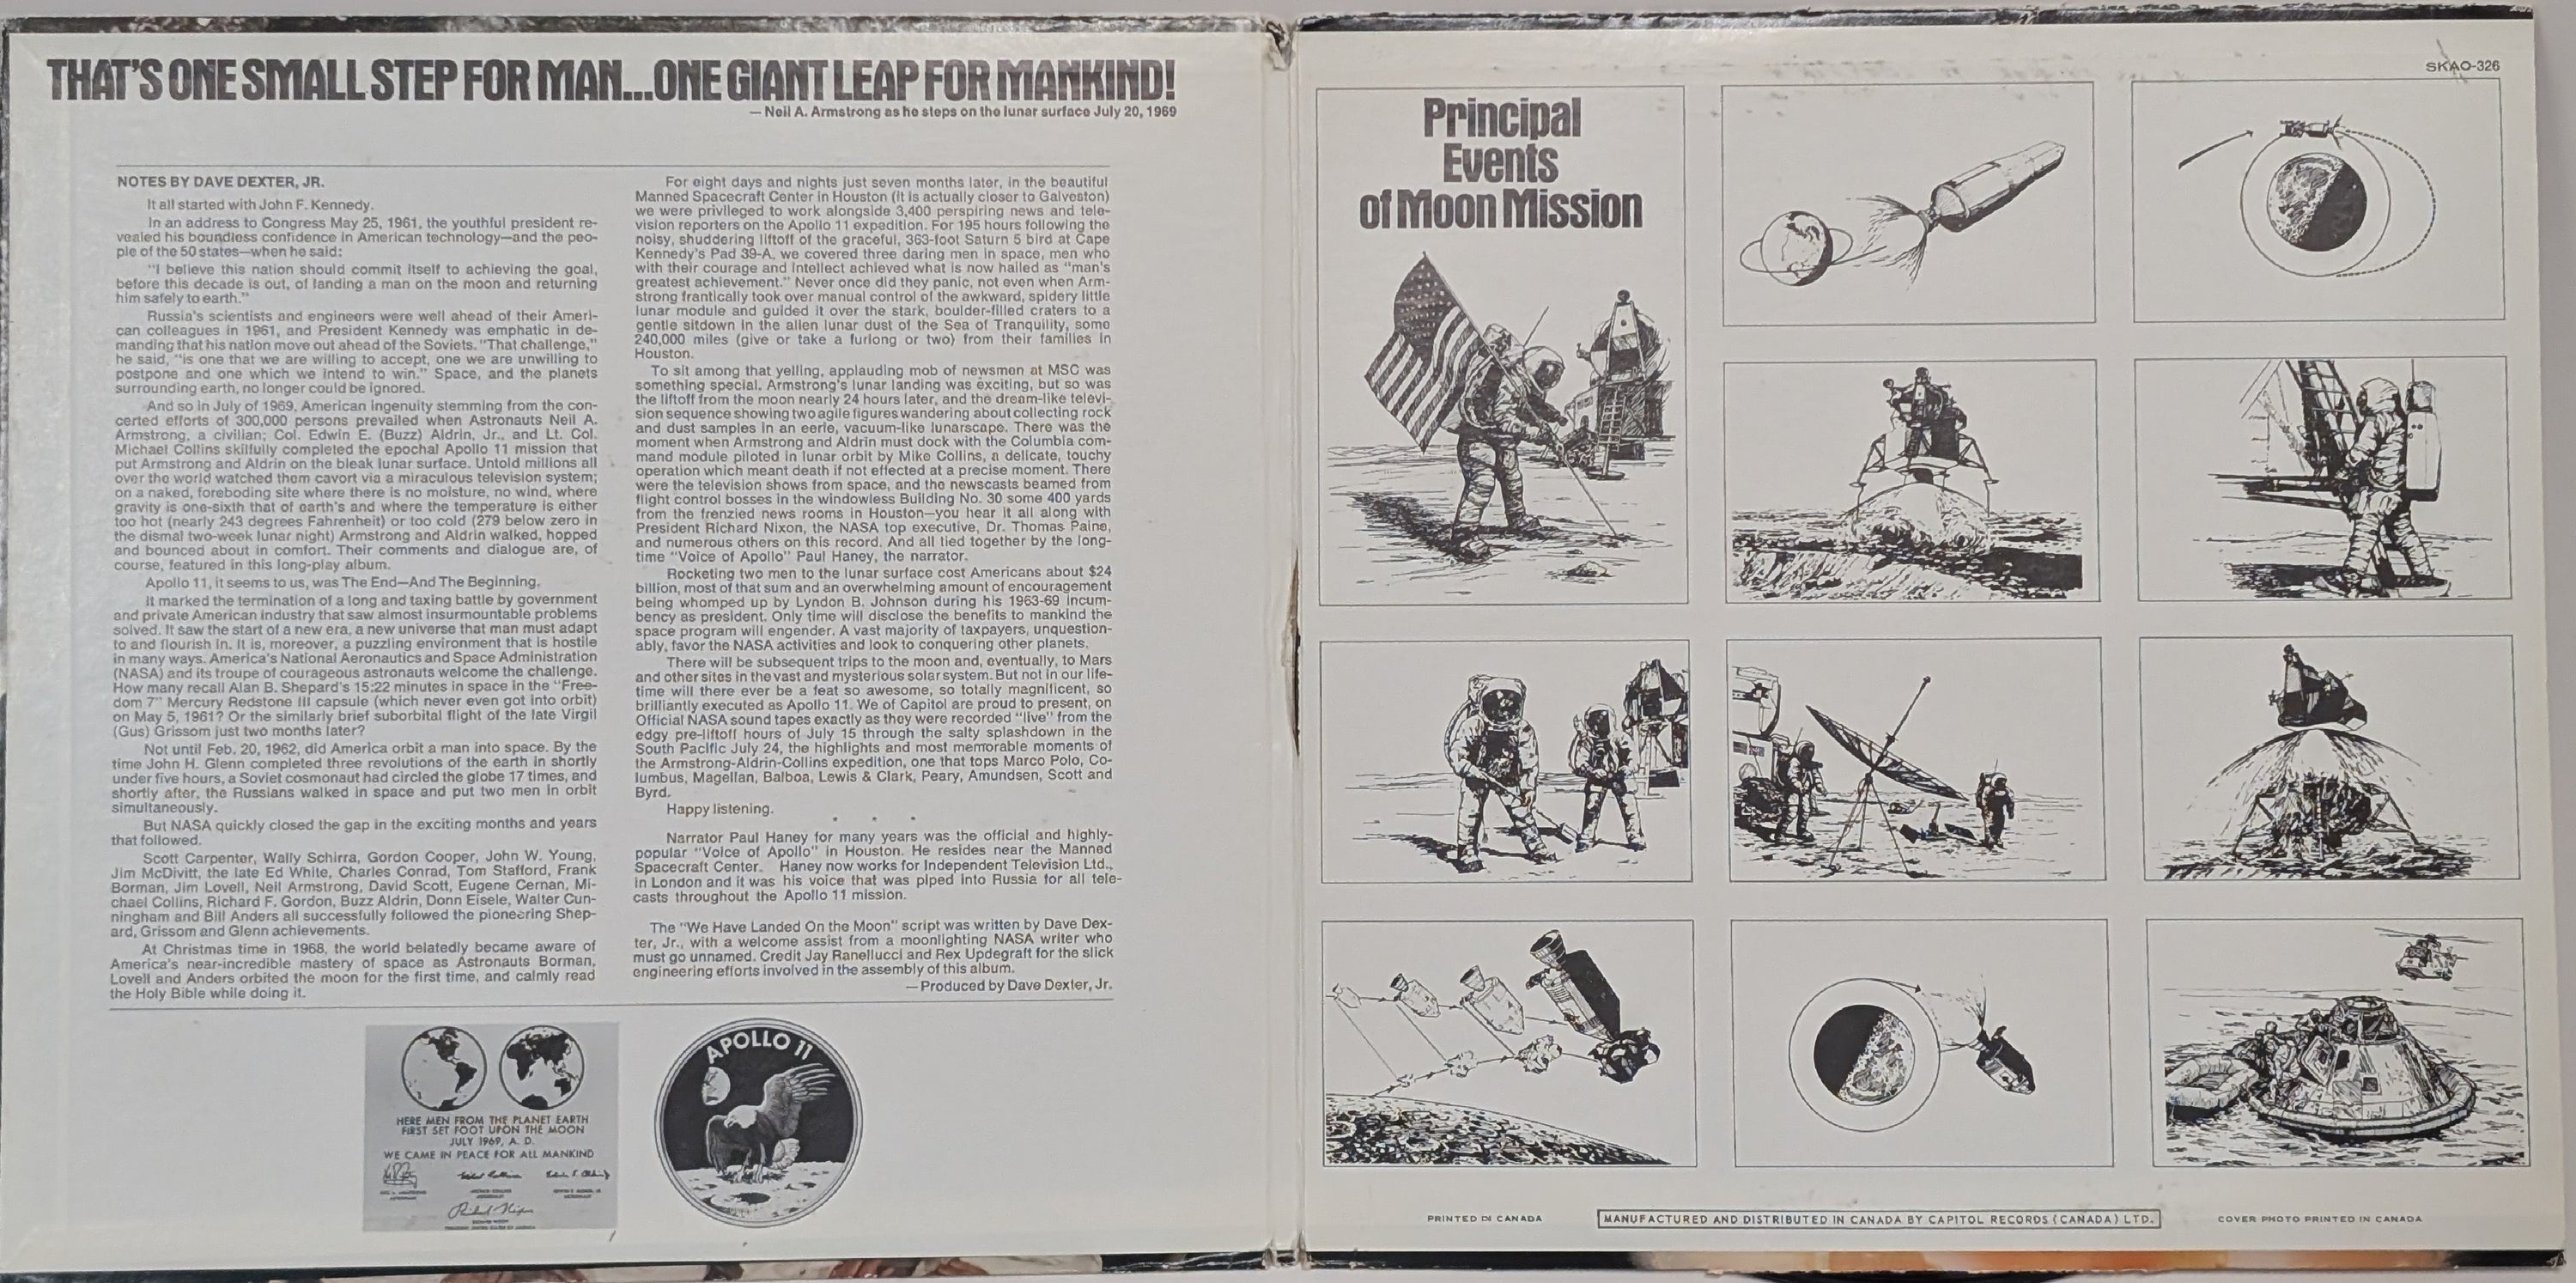 THAT'S ONE SMALL STEP FOR MAN...ONE GIANT LEAP FOR MANKIND!
— Neil A. Armstrong as he steps on the lunar surface July 20, 1969
NOTES BY DAVE DEXTER, JR.
It all started with John F. Kennedy.
In an address to Congress May 25, 1961, the youthful president re-
vealed his boundless confidence in American technology—and the peo-
ple of the 50 states—when he said:
"I believe this nation should commit itself to achieving the goal,
before this decade is out, of landing a man on the moon and returning
him safely to earth."
Russia's scientists and engineers were well ahead of their Ameri-
can colleagues in 1961, and President Kennedy was emphatic in de-
manding that his nation move out ahead of the Soviets. "That challenge,"
he said, "is one that we are willing to accept, one we are unwilling to
postpone and one which we intend to win." Space, and the planets
surrounding earth, no longer could be ignored.
And so in July of 1969, American ingenuity stemming from the con-
certed efforts of 300,000 persons prevailed when Astronauts Neil A.
Armstrong, a civilian; Col. Edwin E. (Buzz) Aldrin, Jr., and Lt. Col.
Michael Collins skilfully completed the epochal Apollo 11 mission that
put Armstrong and Aldrin on the bleak lunar surface. Untold millions all
over the world watched them cavort via a miraculous television system;
on a naked, foreboding site where there is no moisture, no wind, where
gravity is one-sixth that of earth's and where the temperature is either
too hot (nearly 243 degrees Fahrenheit) or too cold (279 below zero in
the dismal two-week lunar night) Armstrong and Aldrin walked, hopped
and bounced about in comfort. Their comments and dialogue are, of
course, featured in this long-play album.
Apollo 11, it seems to us, was The End—And The Beginning.
It marked the termination of a long and taxing battle by government
and private American industry that saw almost insurmountable problems
solved. It saw the start of a new era, a new universe that man must adapt
to and flourish in. It is, moreover, a puzzling environment that is hostile
in many ways. America's National Aeronautics and Space Administration
(NASA) and its troupe of courageous astronauts welcome the challenge.
How many recall Alan B. Shepard's 15:22 minutes in space in the "Free-
dom 7" Mercury Redstone III capsule (which never even got into orbit)
on May 5, 1961? Or the similarly brief suborbital flight of the late Virgil
(Gus) Grissom just two months later?
Not until Feb. 20, 1962, did America orbit a man into space. By the
time John H. Glenn completed three revolutions of the earth in shortly
under five hours, a Soviet cosmonaut had circled the globe 17 times, and
shortly after, the Russians walked in space and put two men in orbit
simultaneously.
But NASA quickly closed the gap in the exciting months and years
that followed.
Scott Carpenter, Wally Schirra, Gordon Cooper, John W. Young,
Jim McDivitt, the late Ed White, Charles Conrad, Tom Stafford, Frank
Borman, Jim Lovell, Neil Armstrong, David Scott, Eugene Cernan, Mi-
chael Collins, Richard F. Gordon, Buzz Aldrin, Donn Eisele, Walter Cun-
ningham and Bill Anders all successfully followed the pioneering Shep-
ard, Grissom and Glenn achievements.
At Christmas time in 1968, the world belatedly became aware of
America's near-incredible mastery of space as Astronauts Borman,
Lovell and Anders orbited the moon for the first time, and calmly read
the Holy Bible while doing it.
For eight days and nights just seven months later, in the beautiful
Manned Spacecraft Center in Houston (it is actually closer to Galveston)
we were privileged to work alongside 3,400 perspiring news and tele-
vision reporters on the Apollo 11 expedition. For 195 hours following the
noisy, shuddering liftoff of the graceful, 363-foot Saturn 5 bird at Cape
Kennedy's Pad 39-A, we covered three daring men in space, men who
with their courage and intellect achieved what is now hailed as "man's
greatest achievement." Never once did they panic, not even when Arm-
strong frantically took over manual control of the awkward, spidery little
lunar module and guided it over the stark, boulder-filled craters to a
gentle sitdown in the alien lunar dust of the Sea of Tranquility, some
240,000 miles (give or take a furlong or two) from their families in
Houston.
To sit among that yelling, applauding mob of newsmen at MSC was
something special. Armstrong's lunar landing was exciting, but so was
the liftoff from the moon nearly 24 hours later, and the dream-like televi-
sion sequence showing two agile figures wandering about collecting rock
and dust samples in an eerie, vacuum-like lunarscape. There was the
moment when Armstrong and Aldrin must dock with the Columbia com-
mand module piloted in lunar orbit by Mike Collins, a delicate, touchy
operation which meant death if not effected at a precise moment. There
were the television shows from space, and the newscasts beamed from
flight control bosses in the windowless Building No. 30 some 400 yards
from the frenzied news rooms in Houston—you hear it all along with
President Richard Nixon, the NASA top executive, Dr. Thomas Paine,
and numerous others on this record. And all tied together by the long-
time "Voice of Apollo" Paul Haney, the narrator.
Rocketing two men to the lunar surface cost Americans about $24
billion, most of that sum and an overwhelming amount of encouragement
being whomped up by Lyndon B. Johnson during his 1963-69 incum-
bency as president. Only time will disclose the benefits to mankind the
space program will engender. A vast majority of taxpayers, unquestion-
ably, favor the NASA activities and look to conquering other planets.
There will be subsequent trips to the moon and, eventually, to Mars
and other sites in the vast and mysterious solar system. But not in our life-
time will there ever be a feat so awesome, so totally magnificent, so
brilliantly executed as Apollo 11. We of Capitol are proud to present, on
Official NASA sound tapes exactly as they were recorded "live" from the
edgy pre-liftoff hours of July 15 through the salty splashdown in the
South Pacific July 24, the highlights and most memorable moments of
the Armstrong-Aldrin-Collins expedition, one that tops Marco Polo, Co-
lumbus, Magellan, Balboa, Lewis & Clark, Peary, Amundsen, Scott and
Byrd.
Happy listening.
* * *
Narrator Paul Haney for many years was the official and highly-
popular "Voice of Apollo" in Houston. He resides near the Manned
Spacecraft Center. Haney now works for Independent Television Ltd.,
in London and it was his voice that was piped into Russia for all tele-
casts throughout the Apollo 11 mission.
The "We Have Landed On the Moon" script was written by Dave Dex-
ter, Jr., with a welcome assist from a moonlighting NASA writer who
must go unnamed. Credit Jay Ranellucci and Rex Updegraft for the slick
engineering efforts involved in the assembly of this album.
—Produced by Dave Dexter, Jr.
HERE MEN FROM THE PLANET EARTH
FIRST SET FOOT UPON THE MOON
JULY 1969, A. D.
WE CAME IN PEACE FOR ALL MANKIND
APOLLO 11
SKAO-326
Principal
Events
of Moon Mission
PRINTED IN CANADA
MANUFACTURED AND DISTRIBUTED IN CANADA BY CAPITOL RECORDS (CANADA) LTD.
COVER PHOTO PRINTED IN CANADA